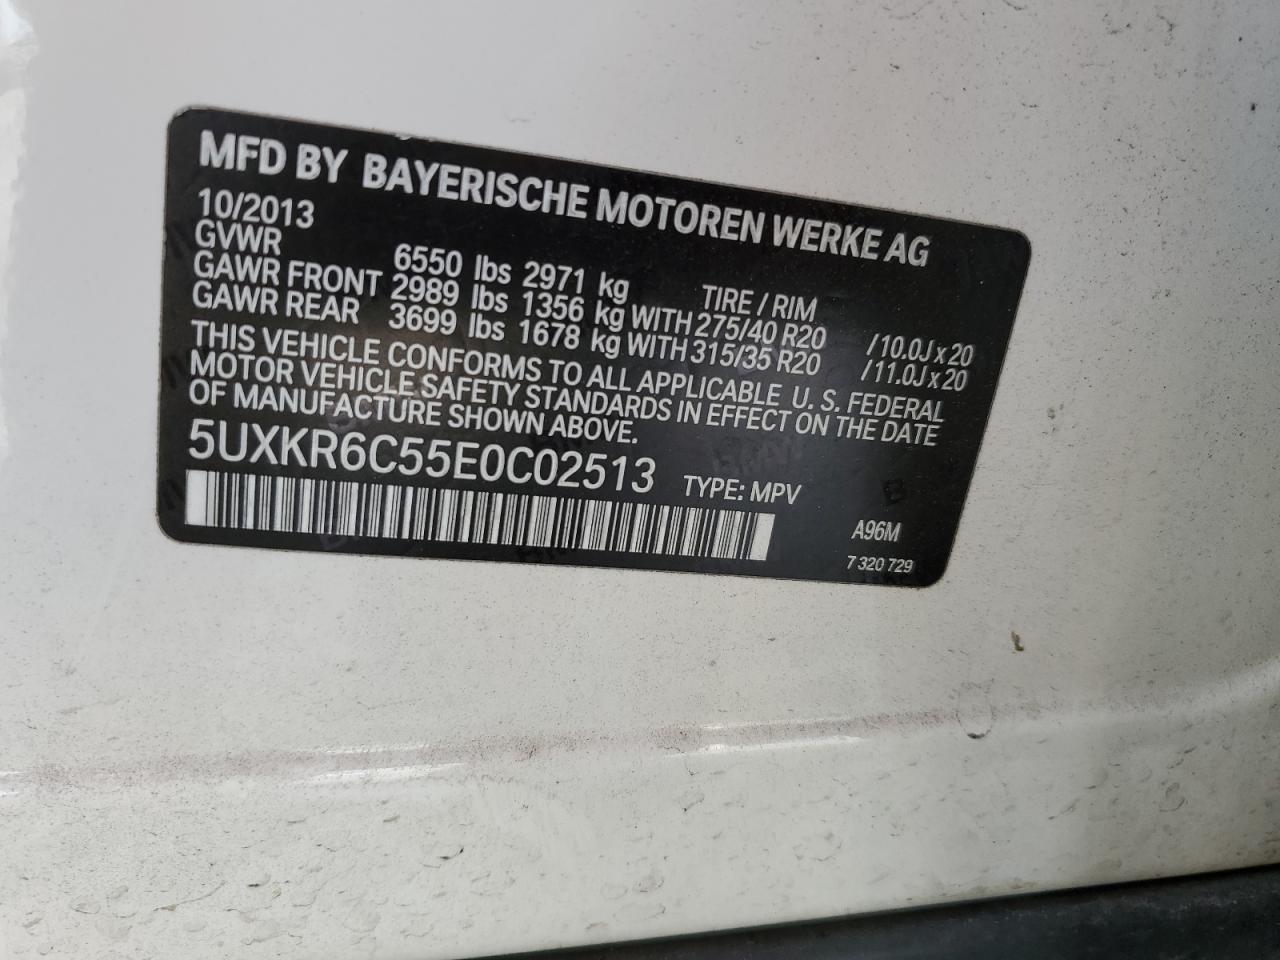 MFD BY BAYERISCHE MOTOREN WERKE AG
10/2013
GVWR 6550 lbs 2971 kg TIRE / RIM
GAWR FRONT 2989 lbs 1356 kg WITH 275/40 R20 /10.0J x 20
GAWR REAR 3699 lbs 1678 kg WITH 315/35 R20 /11.0J x 20
THIS VEHICLE CONFORMS TO ALL APPLICABLE U. S. FEDERAL
MOTOR VEHICLE SAFETY STANDARDS IN EFFECT ON THE DATE
OF MANUFACTURE SHOWN ABOVE.
5UXKR6C55E0C02513 TYPE: MPV
A96M
7 320 729